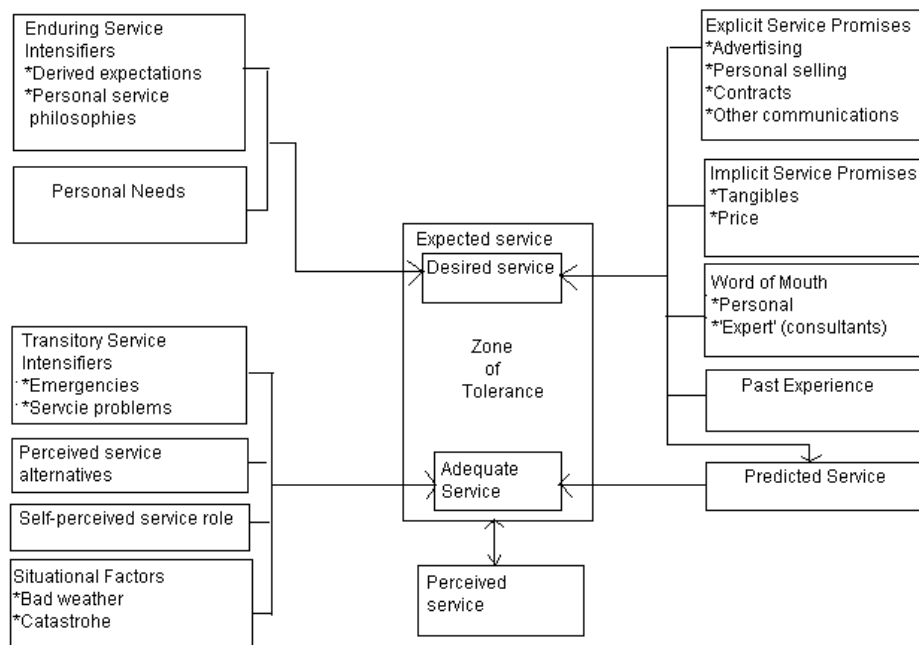 Enduring Service
Intensifiers
*Derived expectations
*Personal service
philosophies
Personal Needs
Transitory Service
Intensifiers
*Emergencies
*Servcie problems
Perceived service
alternatives
Self-perceived service role
Situational Factors
*Bad weather
*Catastrohe
Expected service
Desired service
Zone
of
Tolerance
Adequate
Service
Perceived
service
Explicit Service Promises
*Advertising
*Personal selling
*Contracts
*Other communications
Implicit Service Promises
*Tangibles
*Price
Word of Mouth
*Personal
*'Expert' (consultants)
Past Experience
Predicted Service